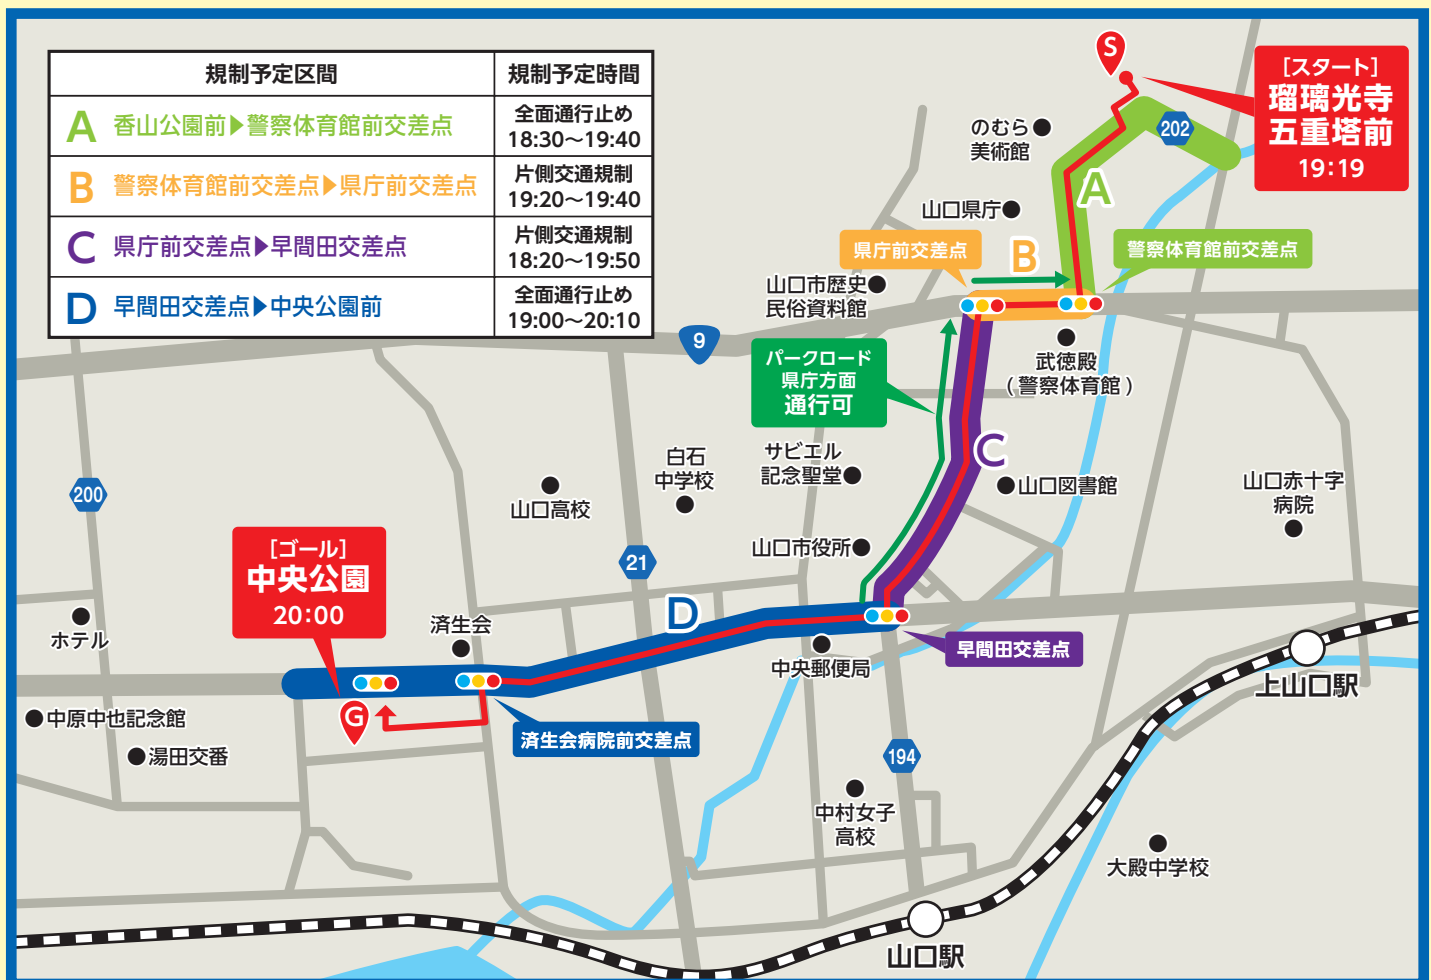 規制予定区間 規制予定時間
A 香山公園前▶警察体育館前交差点 全面通行止め
18:30〜19:40
B 警察体育館前交差点▶県庁前交差点 片側交通規制
19:20〜19:40
C 県庁前交差点▶早間田交差点 片側交通規制
18:20〜19:50
D 早間田交差点▶中央公園前 全面通行止め
19:00〜20:10
S
[スタート]
瑠璃光寺
五重塔前
19:19
202
のむら
美術館
A
山口県庁
県庁前交差点
B
警察体育館前交差点
山口市歴史
民俗資料館
9
パークロード
県庁方面
通行可
武徳殿
(警察体育館)
C
サビエル
記念聖堂
白石
中学校
山口高校
山口図書館
山口赤十字
病院
200
山口市役所
21
[ゴール]
中央公園
20:00
D
済生会
ホテル
中央郵便局
早間田交差点
上山口駅
中原中也記念館
G
済生会病院前交差点
湯田交番
194
中村女子
高校
大殿中学校
山口駅